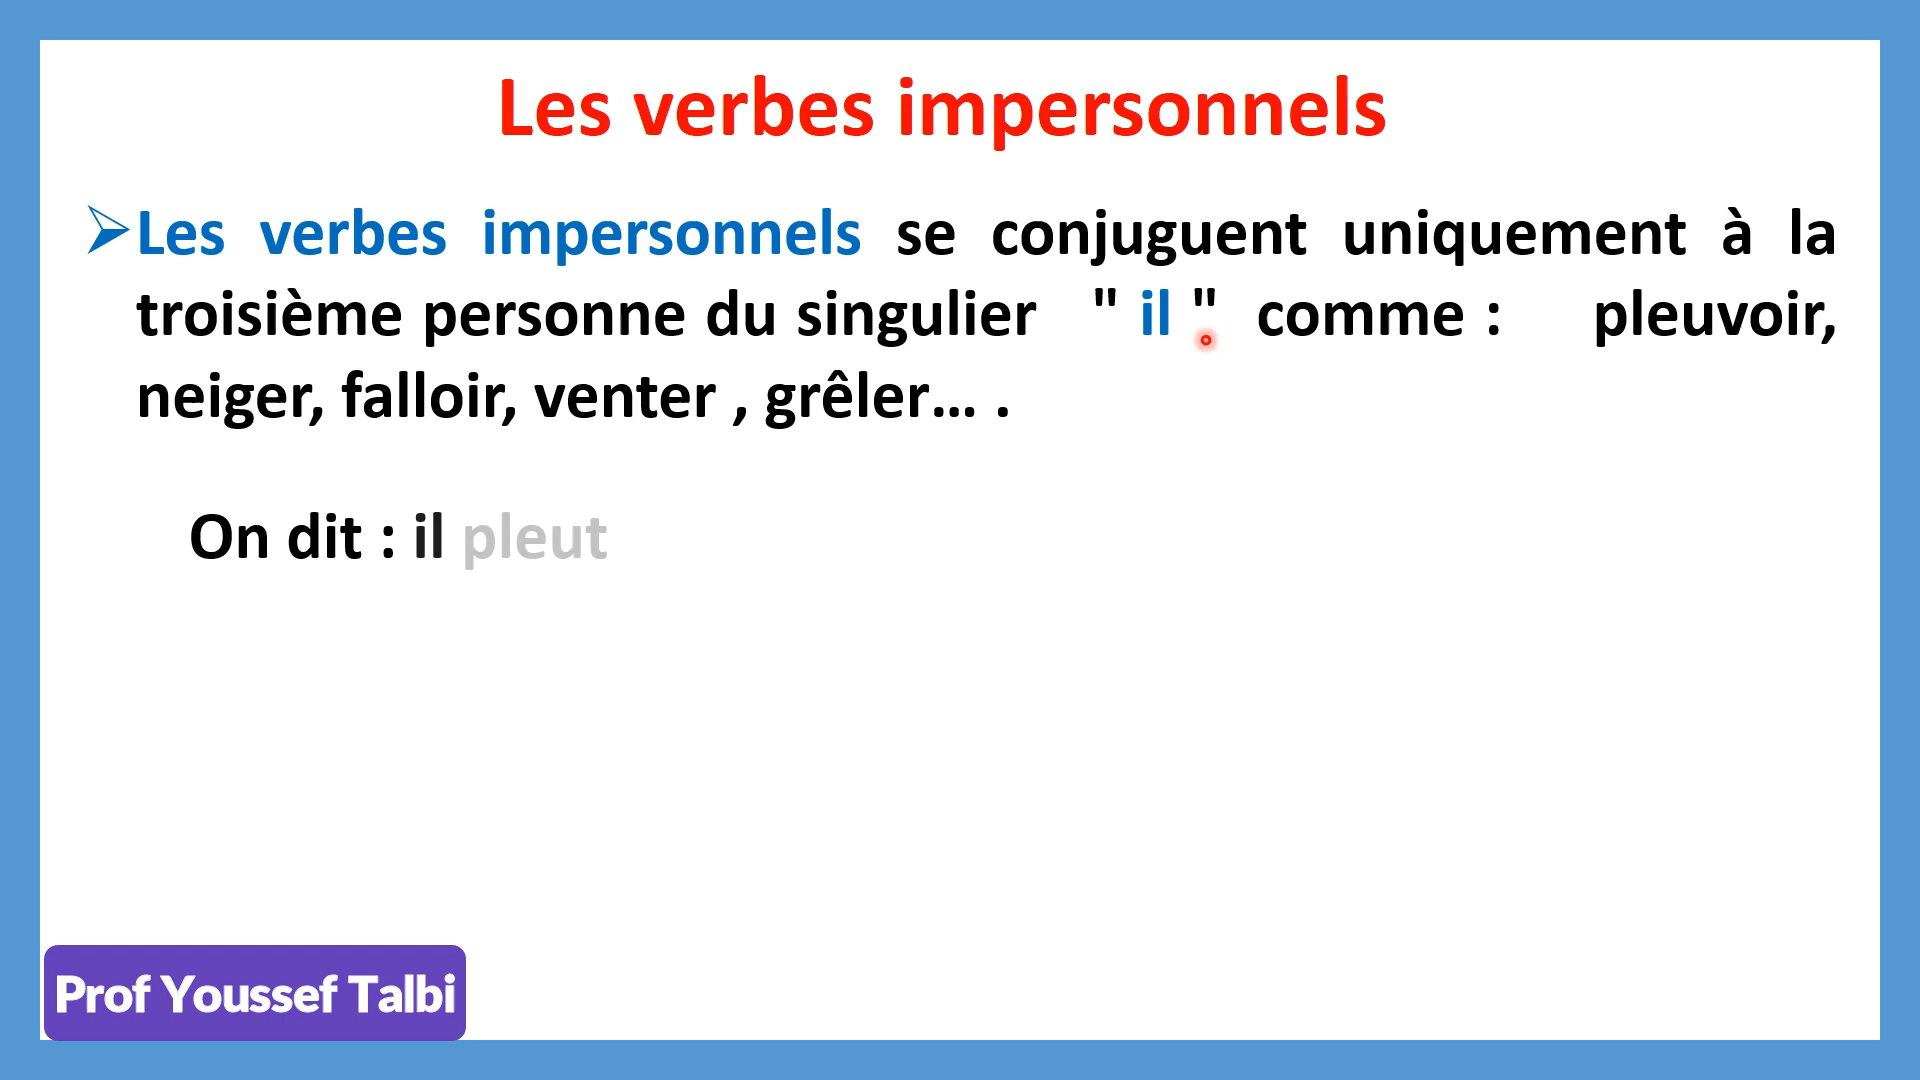 Les verbes impersonnels
➢Les verbes impersonnels se conjuguent uniquement à la
troisième personne du singulier " il " comme : pleuvoir,
neiger, falloir, venter , grêler... .
On dit : il pleut
Prof Youssef Talbi